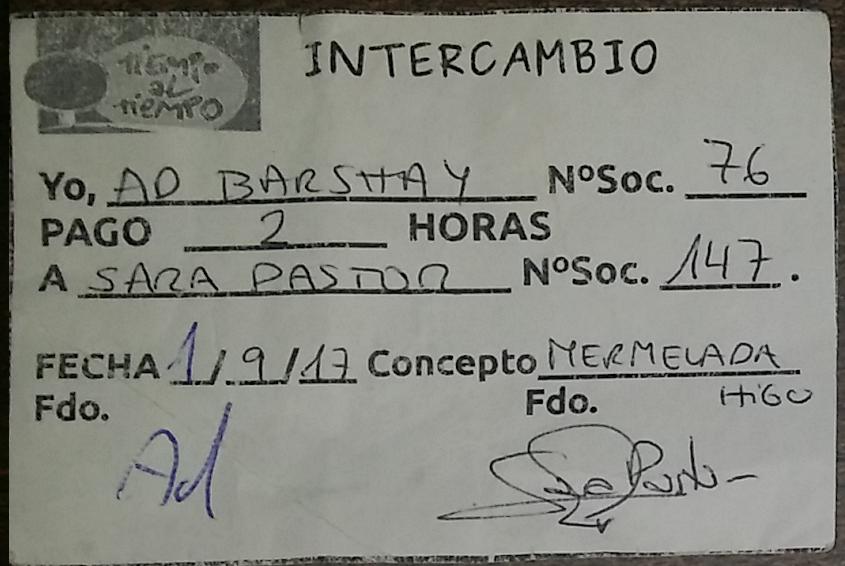 TiEMPO
AL
TiEMPO
INTERCAMBIO
Yo, AD BARSHAY NºSoc. 76
PAGO 2 HORAS
A SARA PASTOR NºSoc. 147.
FECHA 1/9/17 Concepto MERMELADA
HiGO
Fdo. Fdo.
Ad Sara Pastor